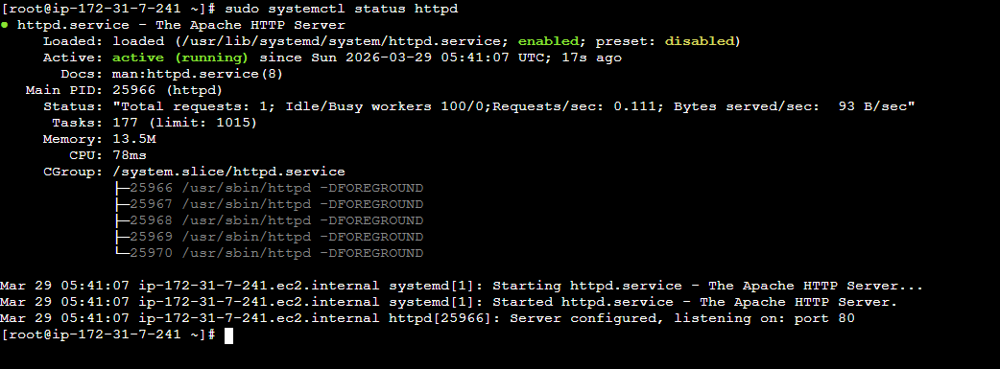 [root@ip-172-31-7-241 ~]# sudo systemctl status httpd
● httpd.service - The Apache HTTP Server
     Loaded: loaded (/usr/lib/systemd/system/httpd.service; enabled; preset: disabled)
     Active: active (running) since Sun 2026-03-29 05:41:07 UTC; 17s ago
       Docs: man:httpd.service(8)
   Main PID: 25966 (httpd)
     Status: "Total requests: 1; Idle/Busy workers 100/0;Requests/sec: 0.111; Bytes served/sec:  93 B/sec"
      Tasks: 177 (limit: 1015)
     Memory: 13.5M
        CPU: 78ms
     CGroup: /system.slice/httpd.service
             ├─25966 /usr/sbin/httpd -DFOREGROUND
             ├─25967 /usr/sbin/httpd -DFOREGROUND
             ├─25968 /usr/sbin/httpd -DFOREGROUND
             ├─25969 /usr/sbin/httpd -DFOREGROUND
             └─25970 /usr/sbin/httpd -DFOREGROUND
Mar 29 05:41:07 ip-172-31-7-241.ec2.internal systemd[1]: Starting httpd.service - The Apache HTTP Server...
Mar 29 05:41:07 ip-172-31-7-241.ec2.internal systemd[1]: Started httpd.service - The Apache HTTP Server.
Mar 29 05:41:07 ip-172-31-7-241.ec2.internal httpd[25966]: Server configured, listening on: port 80
[root@ip-172-31-7-241 ~]#